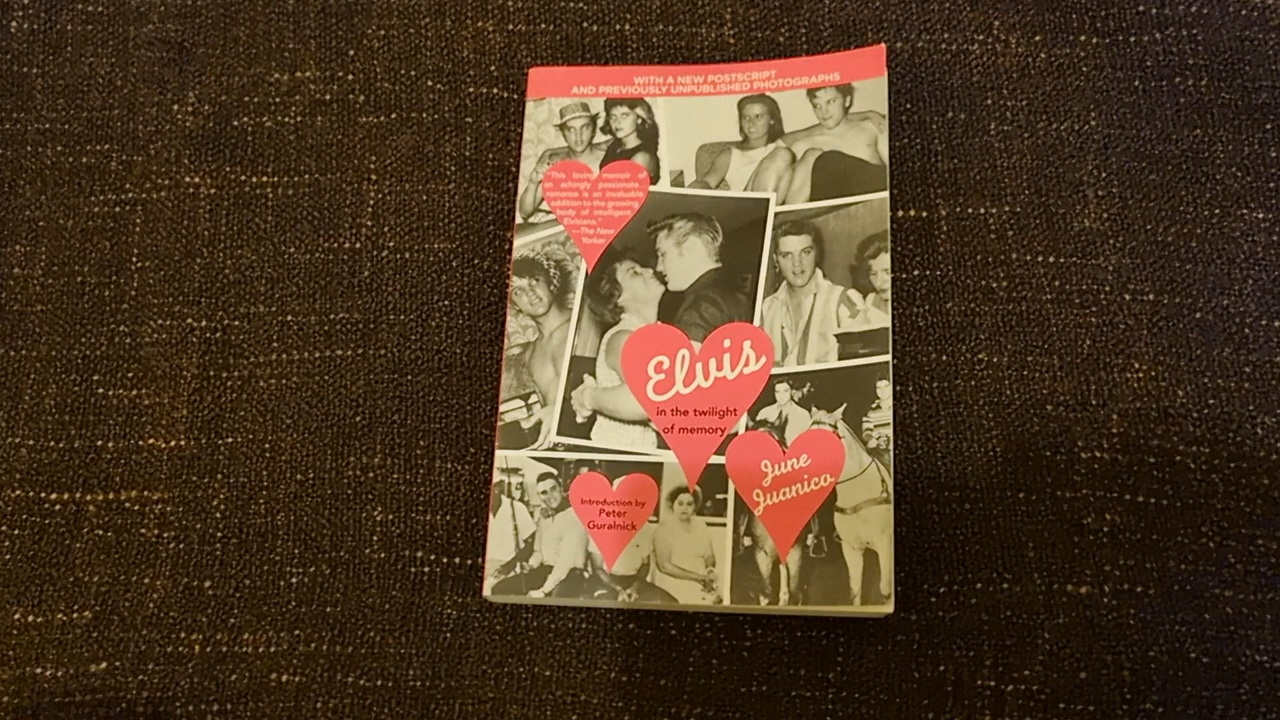 WITH A NEW POSTSCRIPT
AND PREVIOUSLY UNPUBLISHED PHOTOGRAPHS
"This loving memoir of
an achingly passionate
romance is an invaluable
addition to the growing
body of intelligent
Elvisiana."
—The New
Yorker
Elvis
in the twilight
of memory
June
Juanico
Introduction by
Peter
Guralnick